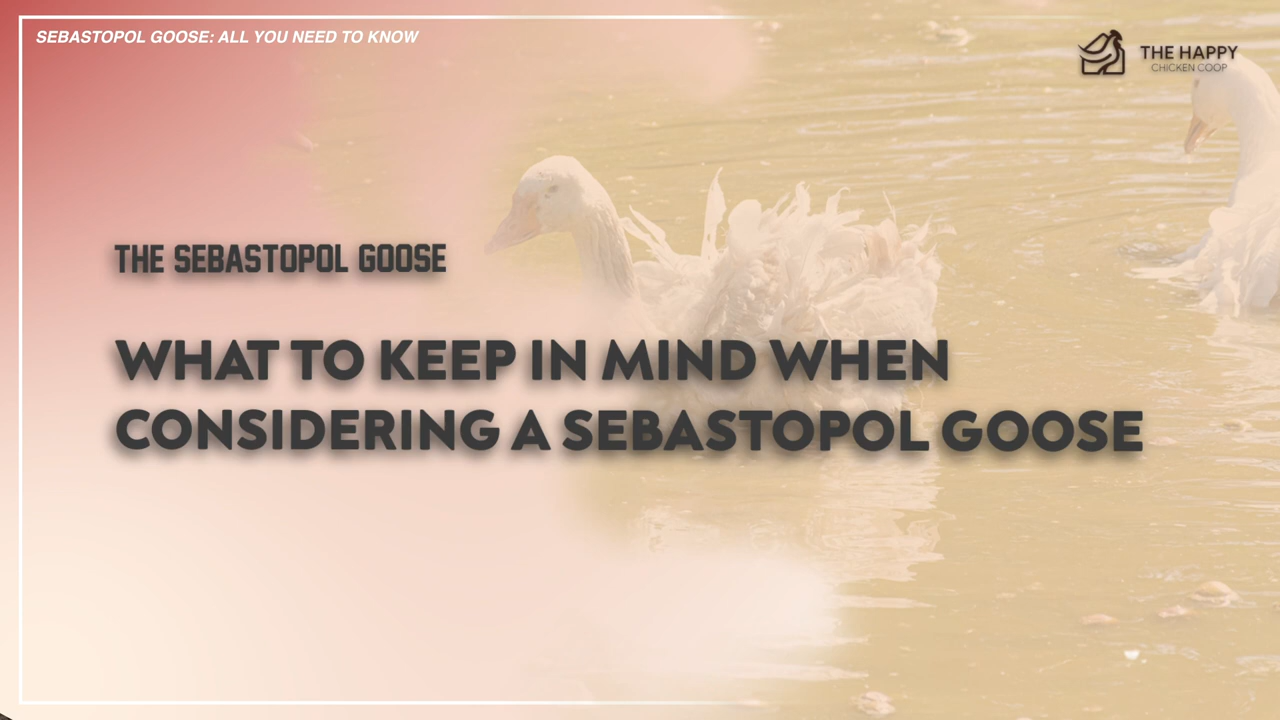 SEBASTOPOL GOOSE: ALL YOU NEED TO KNOW
THE HAPPY
CHICKEN COOP
THE SEBASTOPOL GOOSE
WHAT TO KEEP IN MIND WHEN
CONSIDERING A SEBASTOPOL GOOSE